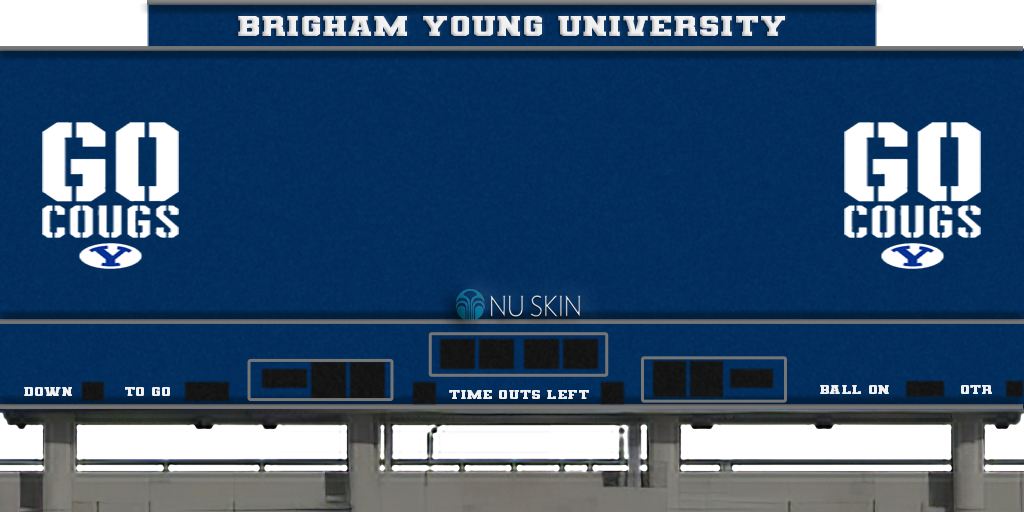 BRIGHAM YOUNG UNIVERSITY
GO
COUGS
Y
GO
COUGS
Y
NU SKIN
DOWN
TO GO
TIME OUTS LEFT
BALL ON
QTR